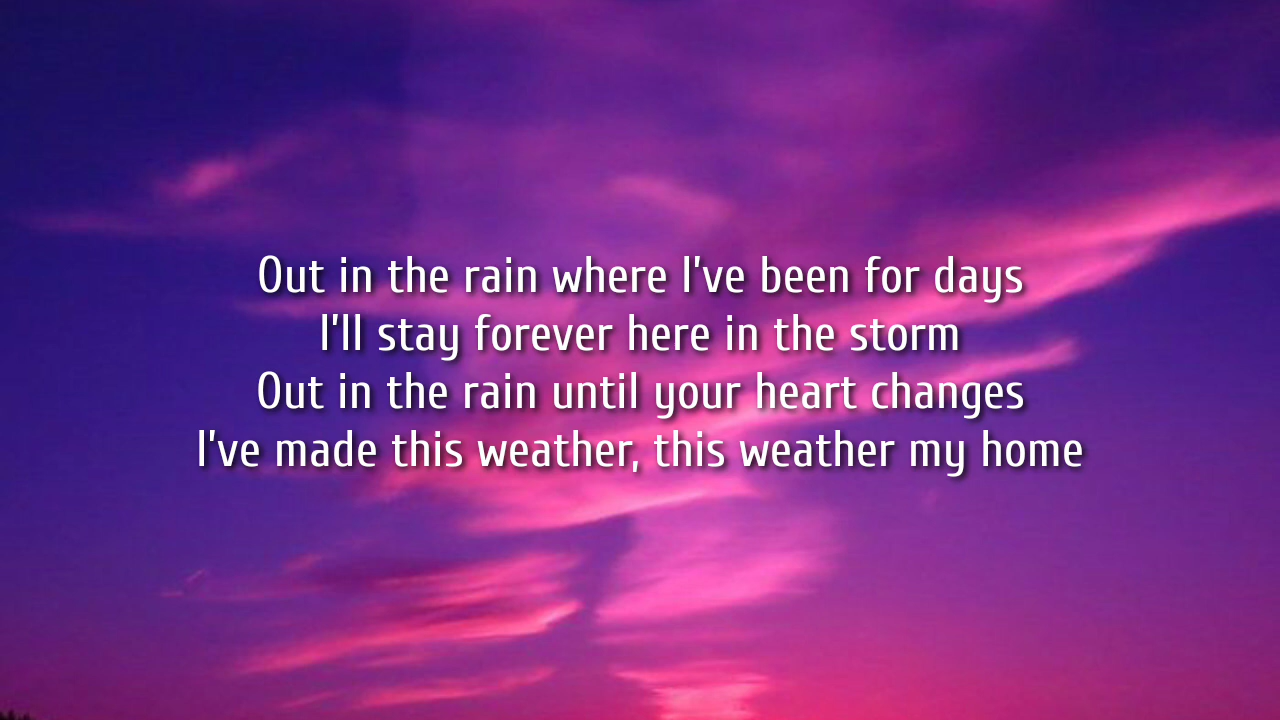 Out in the rain where I've been for days
I'll stay forever here in the storm
Out in the rain until your heart changes
I've made this weather, this weather my home